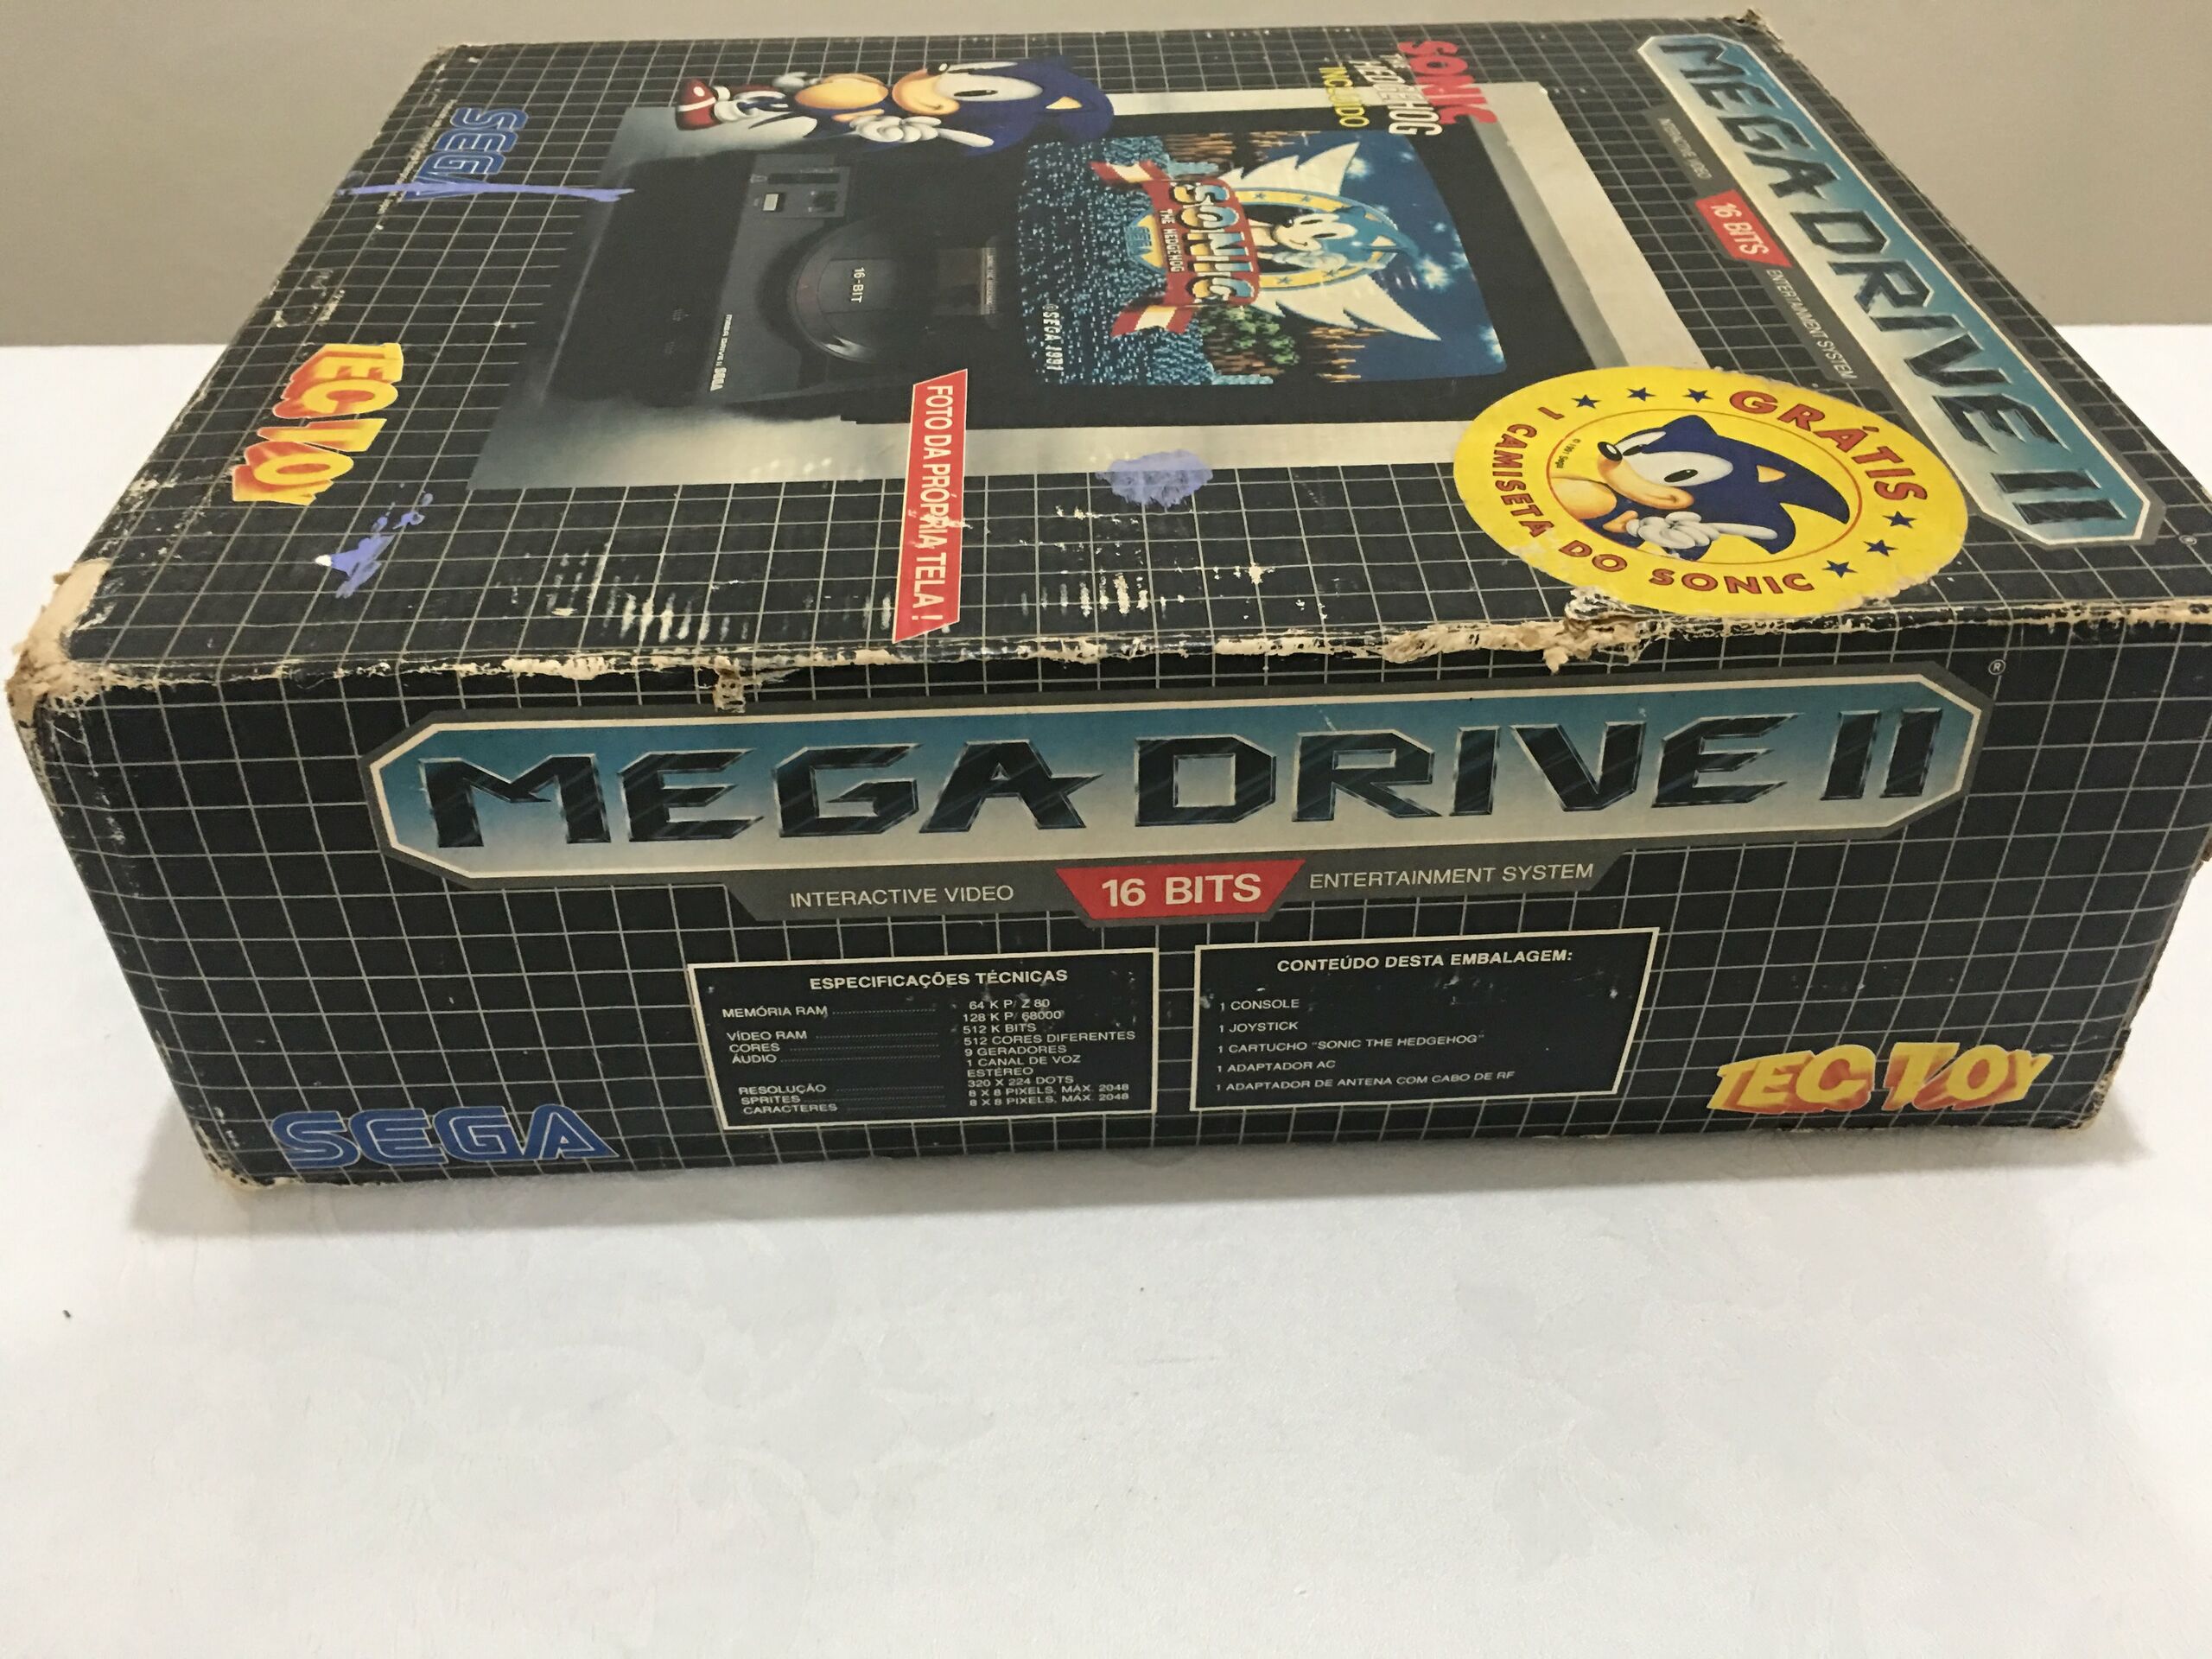 MEGA DRIVE II
INTERACTIVE VIDEO 16 BITS ENTERTAINMENT SYSTEM
SONIC
THE
HEDGEHOG
INCLUÍDO
SONIC
THE HEDGEHOG
©SEGA 1991
16-BIT
SEGA
GRÁTIS
1 CAMISETA DO SONIC
© 1991 Sega
FOTO DA PRÓPRIA TELA!
SEGA
TEC TOY
MEGA DRIVE II ®
INTERACTIVE VIDEO 16 BITS ENTERTAINMENT SYSTEM
ESPECIFICAÇÕES TÉCNICAS
MEMÓRIA RAM ........ 64 K P/ Z 80
128 K P/ 68000
VÍDEO RAM ........ 512 K BITS
CORES ........ 512 CORES DIFERENTES
ÁUDIO ........ 9 GERADORES
1 CANAL DE VOZ
ESTÉREO
RESOLUÇÃO ........ 320 X 224 DOTS
SPRITES ........ 8 X 8 PIXELS, MÁX. 2048
CARACTERES ........ 8 X 8 PIXELS, MÁX. 2048
CONTEÚDO DESTA EMBALAGEM:
1 CONSOLE
1 JOYSTICK
1 CARTUCHO "SONIC THE HEDGEHOG"
1 ADAPTADOR AC
1 ADAPTADOR DE ANTENA COM CABO DE RF
SEGA
TEC TOY